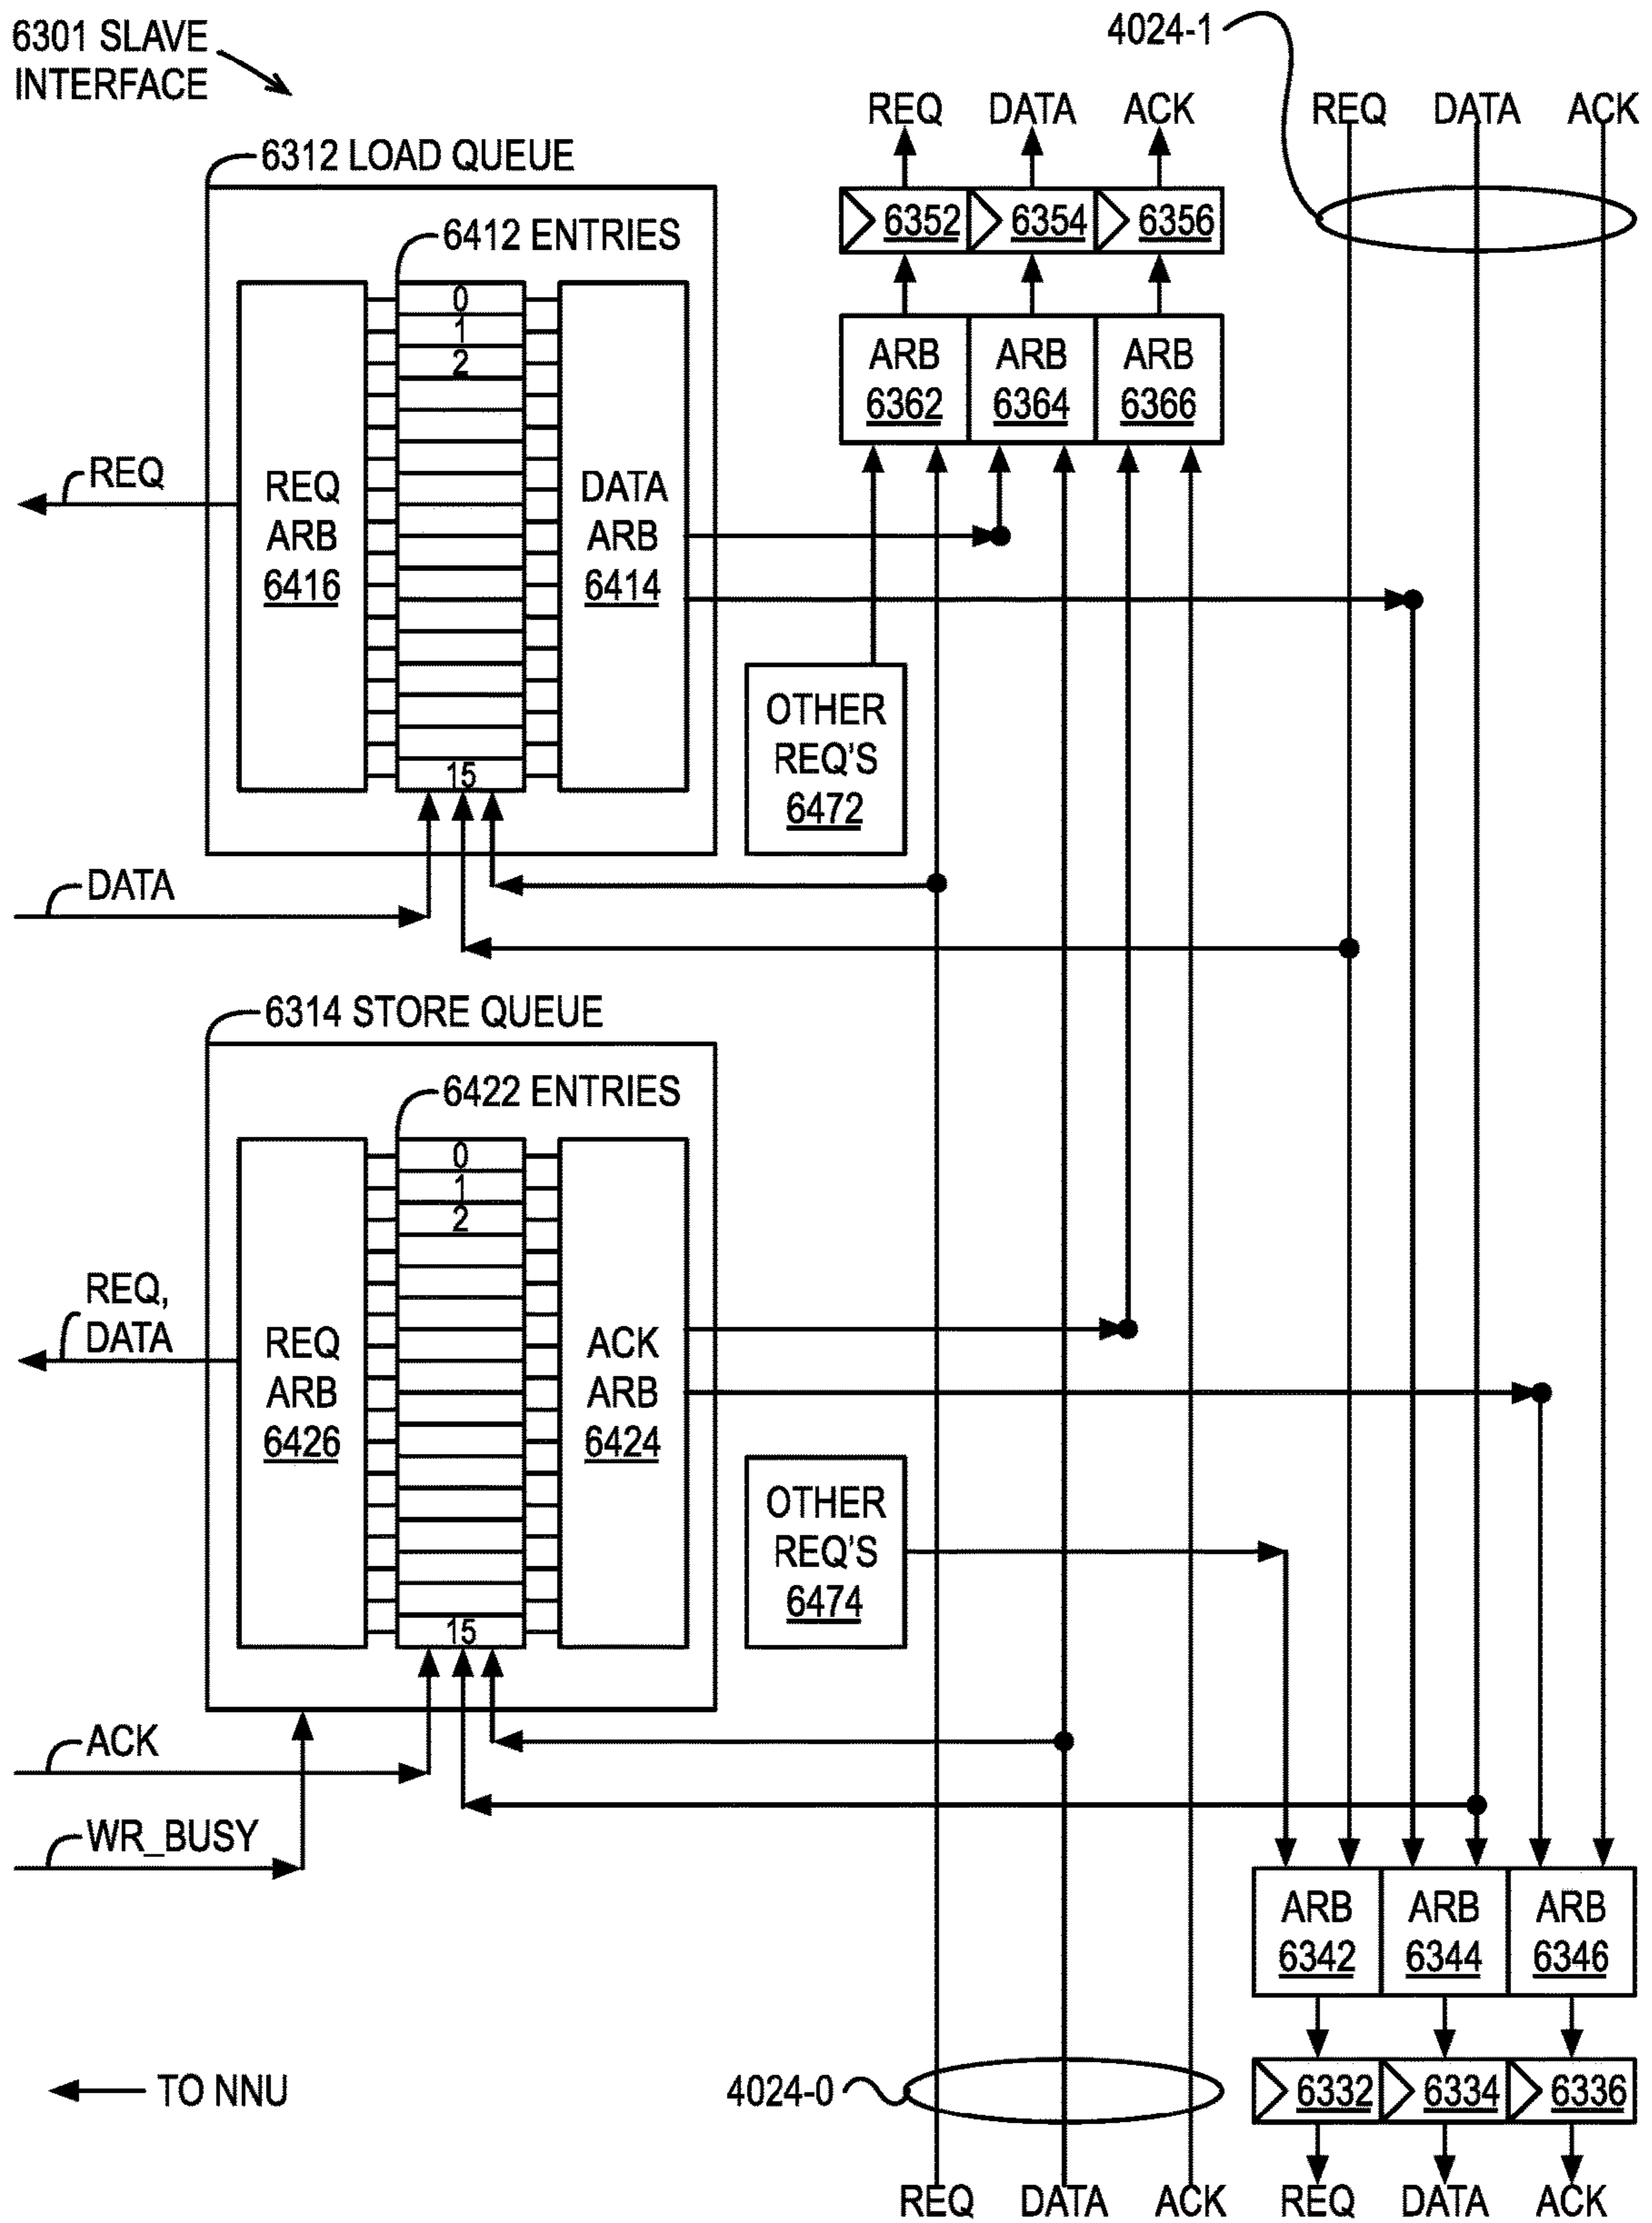 6301 SLAVE
INTERFACE
4024-1
REQ DATA ACK
REQ DATA ACK
6312 LOAD QUEUE
6352 6354 6356
6412 ENTRIES
0
1
2
ARB ARB ARB
6362 6364 6366
REQ
REQ
ARB
6416
DATA
ARB
6414
OTHER
REQ'S
6472
15
DATA
6314 STORE QUEUE
6422 ENTRIES
0
1
2
REQ,
DATA
REQ
ARB
6426
ACK
ARB
6424
OTHER
REQ'S
6474
15
ACK
WR_BUSY
ARB ARB ARB
6342 6344 6346
TO NNU
4024-0
6332 6334 6336
REQ DATA ACK
REQ DATA ACK